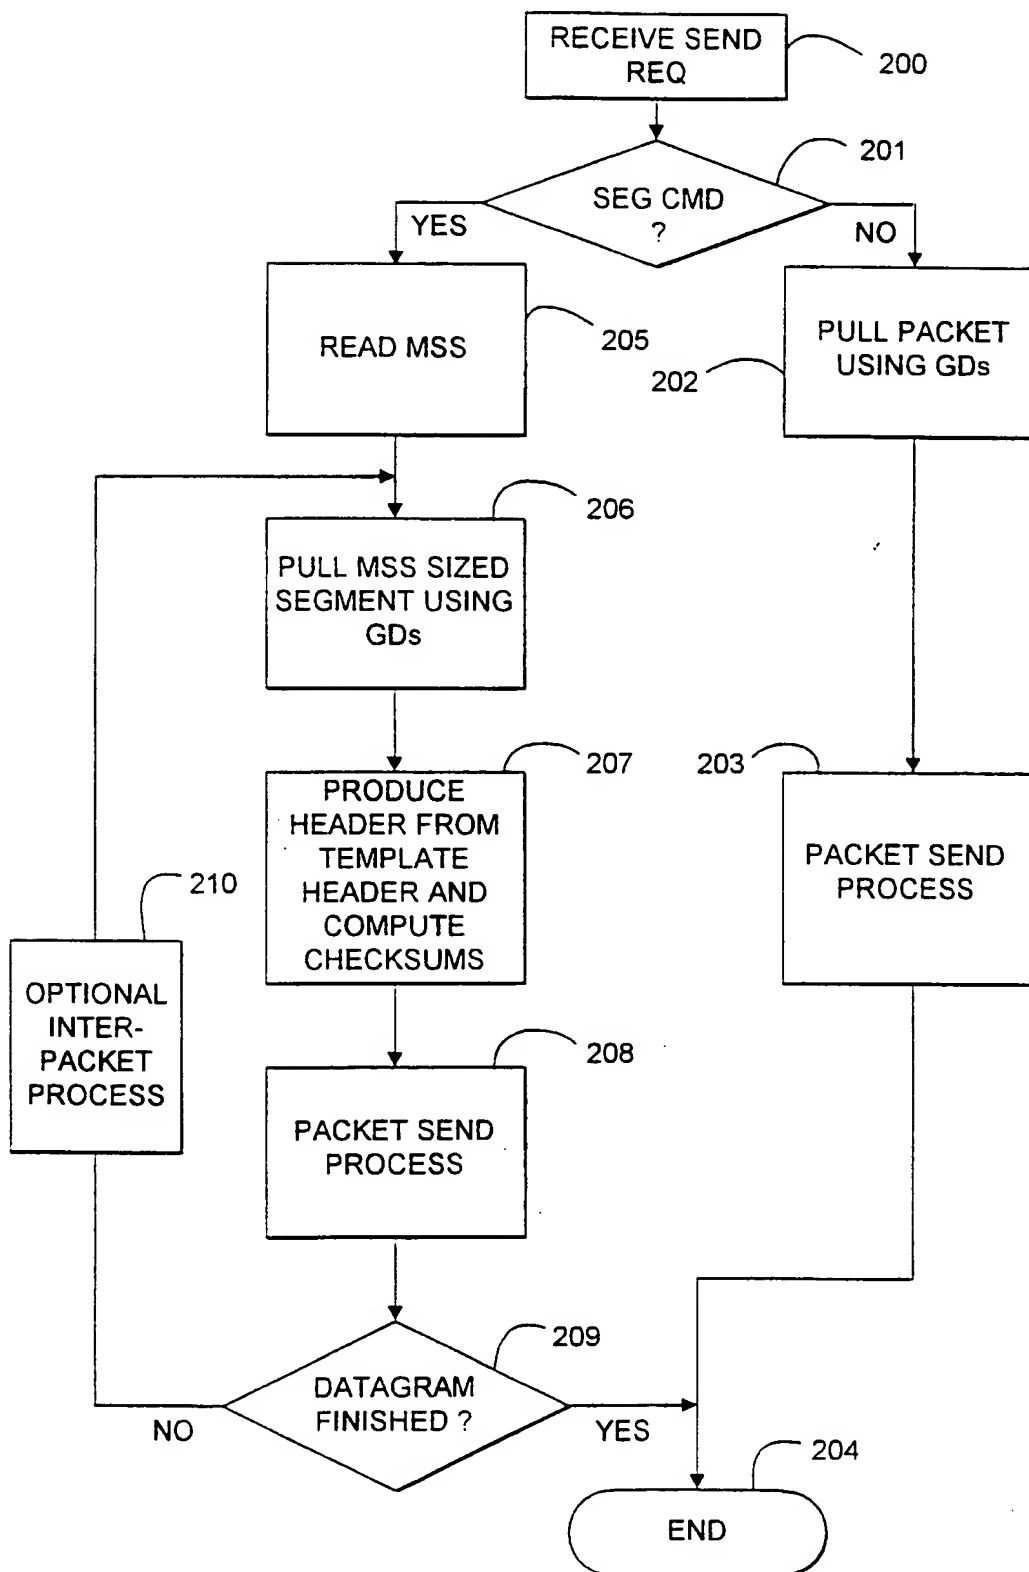 RECEIVE SEND
REQ
200
201
SEG CMD
?
YES
NO
READ MSS
205
PULL PACKET
USING GDs
202
206
PULL MSS SIZED
SEGMENT USING
GDs
207
203
PRODUCE
HEADER FROM
TEMPLATE
HEADER AND
COMPUTE
CHECKSUMS
PACKET SEND
PROCESS
210
OPTIONAL
INTER-
PACKET
PROCESS
208
PACKET SEND
PROCESS
209
DATAGRAM
FINISHED ?
NO
YES
204
END